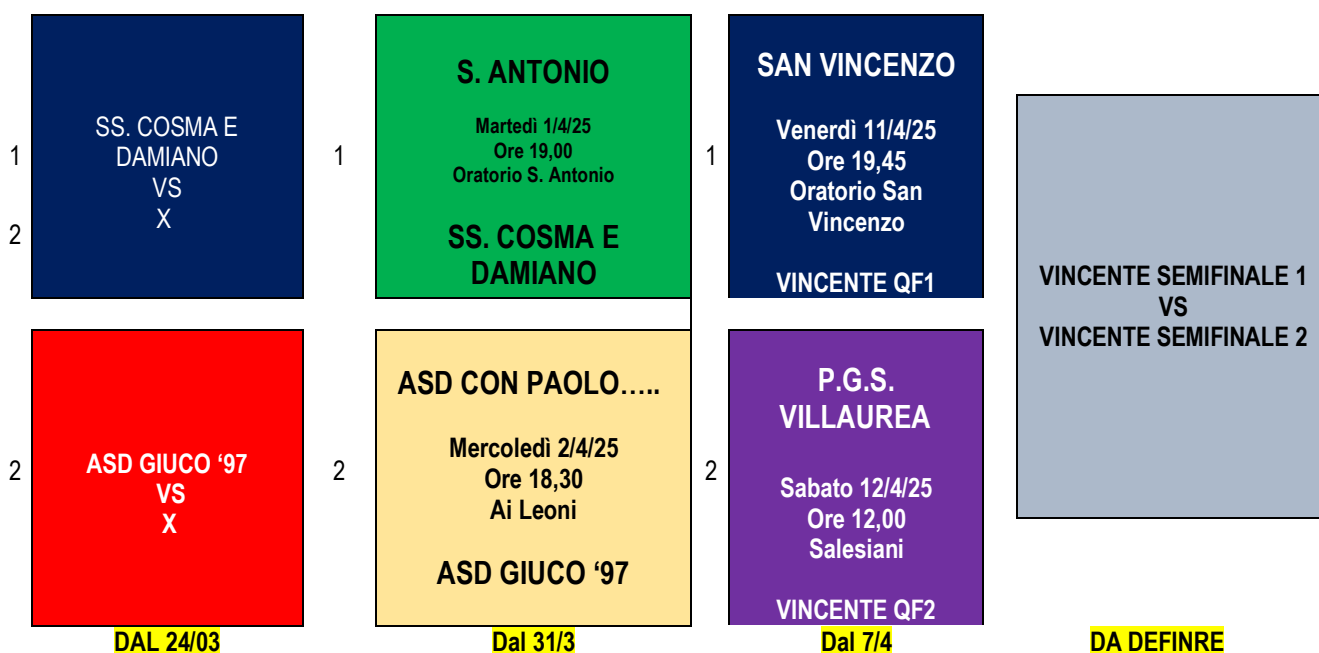 1
2
SS. COSMA E
DAMIANO
VS
X
1
S. ANTONIO
Martedì 1/4/25
Ore 19,00
Oratorio S. Antonio
SS. COSMA E
DAMIANO
1
SAN VINCENZO
Venerdì 11/4/25
Ore 19,45
Oratorio San
Vincenzo
VINCENTE QF1
VINCENTE SEMIFINALE 1
VS
VINCENTE SEMIFINALE 2
2
ASD GIUCO ‘97
VS
X
2
ASD CON PAOLO…..
Mercoledì 2/4/25
Ore 18,30
Ai Leoni
ASD GIUCO ‘97
2
P.G.S.
VILLAUREA
Sabato 12/4/25
Ore 12,00
Salesiani
VINCENTE QF2
DAL 24/03
Dal 31/3
Dal 7/4
DA DEFINRE